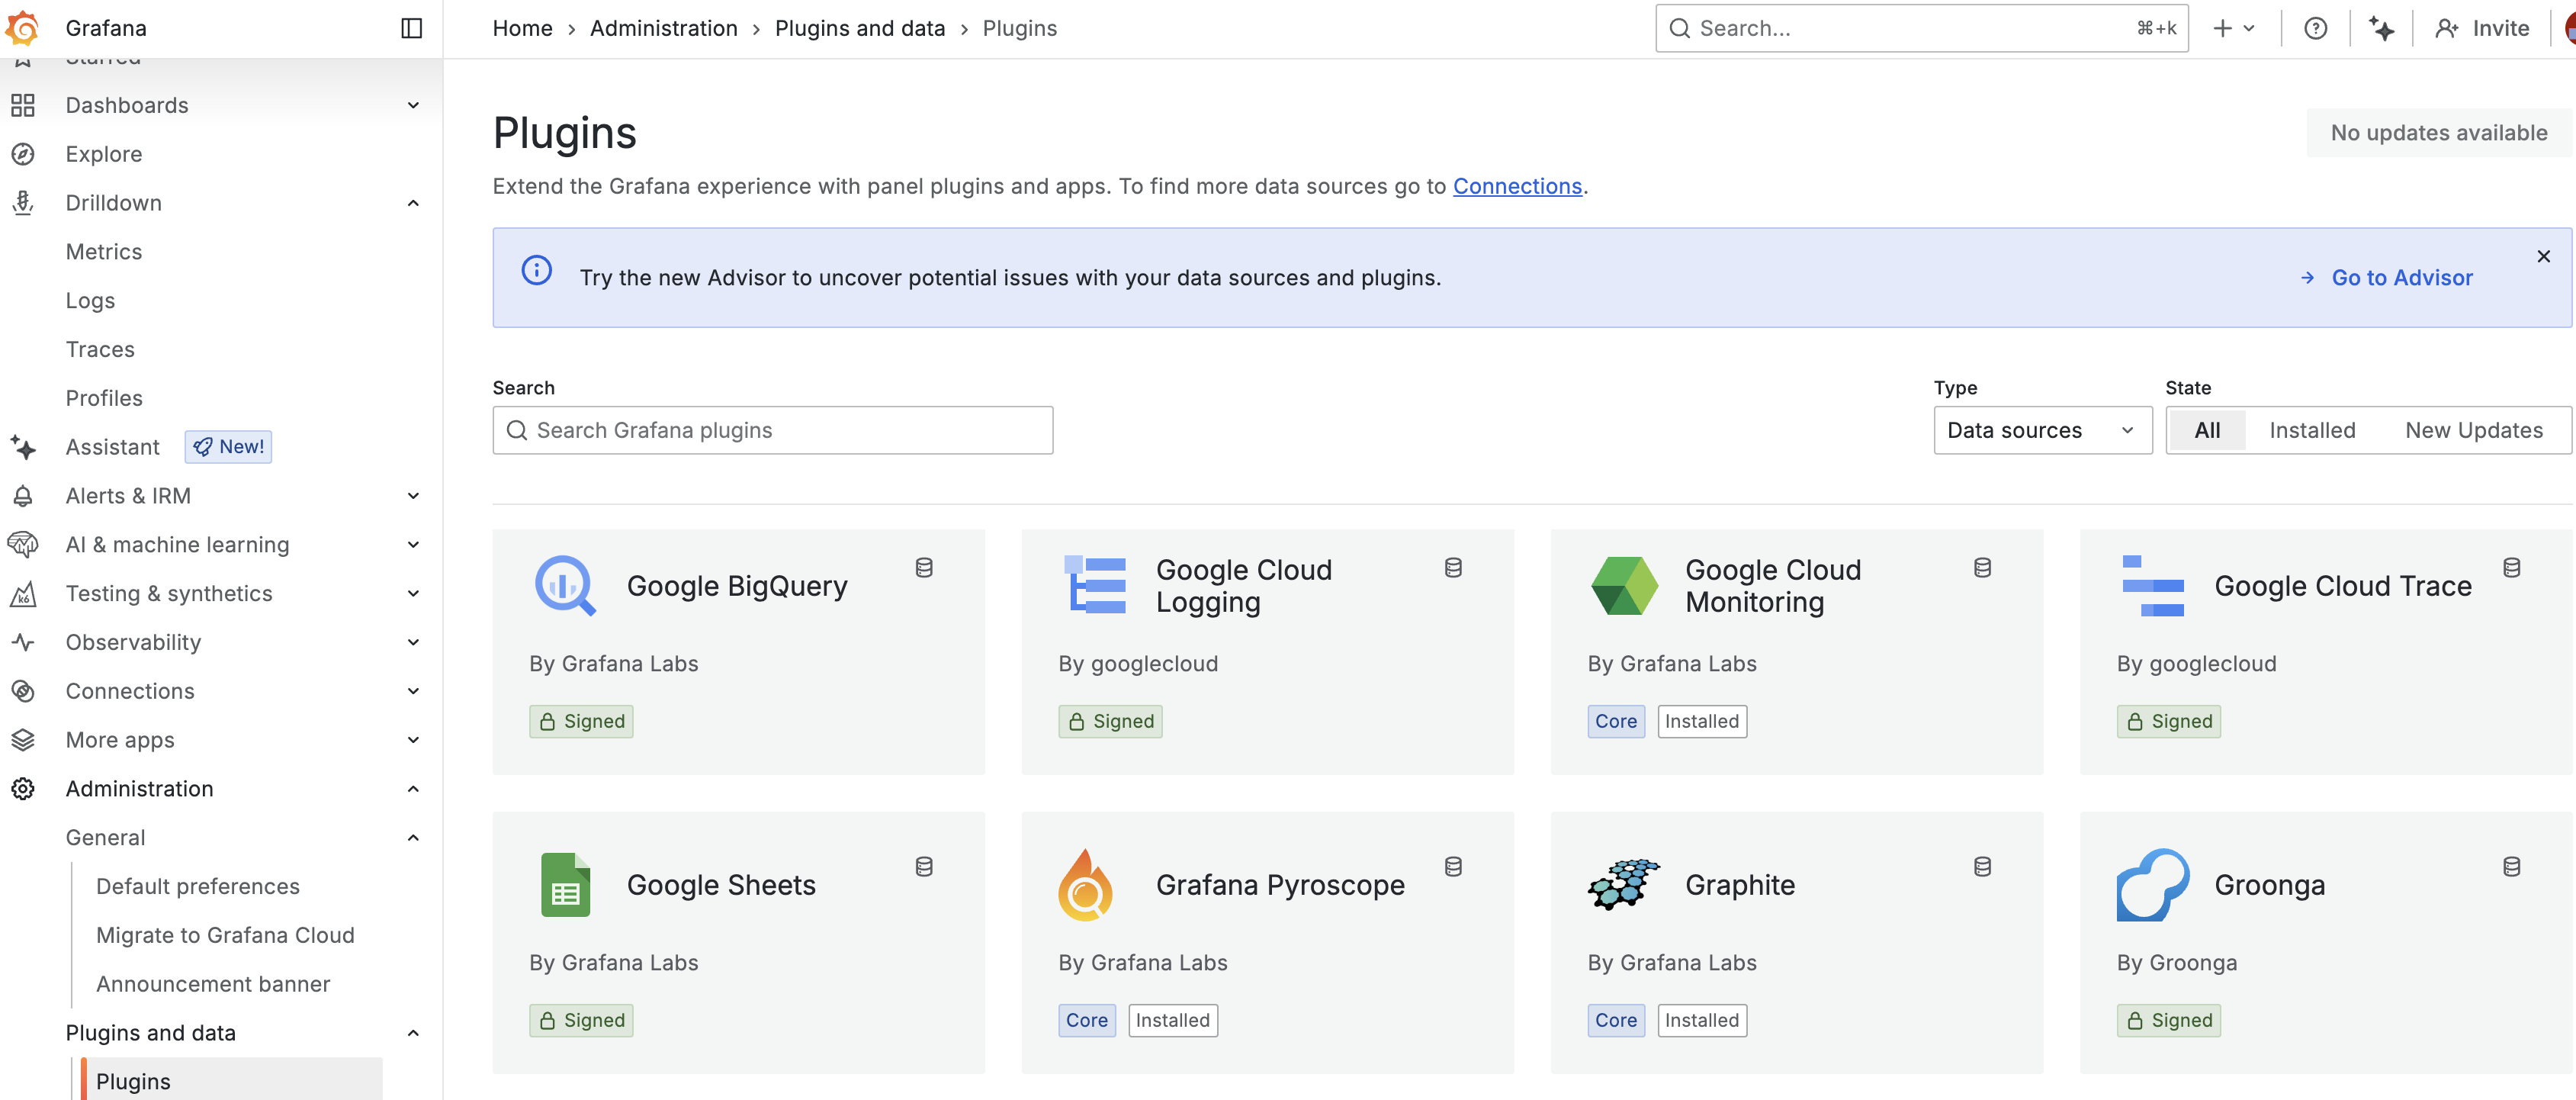 Grafana
Home › Administration › Plugins and data › Plugins
Search...
⌘+k
Invite
Starred
Dashboards
Explore
Drilldown
Metrics
Logs
Traces
Profiles
Assistant
New!
Alerts & IRM
AI & machine learning
Testing & synthetics
Observability
Connections
More apps
Administration
General
Default preferences
Migrate to Grafana Cloud
Announcement banner
Plugins and data
Plugins
Plugins
No updates available
Extend the Grafana experience with panel plugins and apps. To find more data sources go to Connections.
Try the new Advisor to uncover potential issues with your data sources and plugins.
→ Go to Advisor
Search
Search Grafana plugins
Type
Data sources
State
All
Installed
New Updates
Google BigQuery
By Grafana Labs
Signed
Google Cloud
Logging
By googlecloud
Signed
Google Cloud
Monitoring
By Grafana Labs
Core
Installed
Google Cloud Trace
By googlecloud
Signed
Google Sheets
By Grafana Labs
Signed
Grafana Pyroscope
By Grafana Labs
Core
Installed
Graphite
By Grafana Labs
Core
Installed
Groonga
By Groonga
Signed